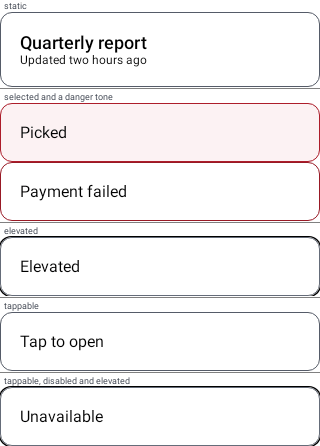 static
Quarterly report
Updated two hours ago
selected and a danger tone
Picked
Payment failed
elevated
Elevated
tappable
Tap to open
tappable, disabled and elevated
Unavailable